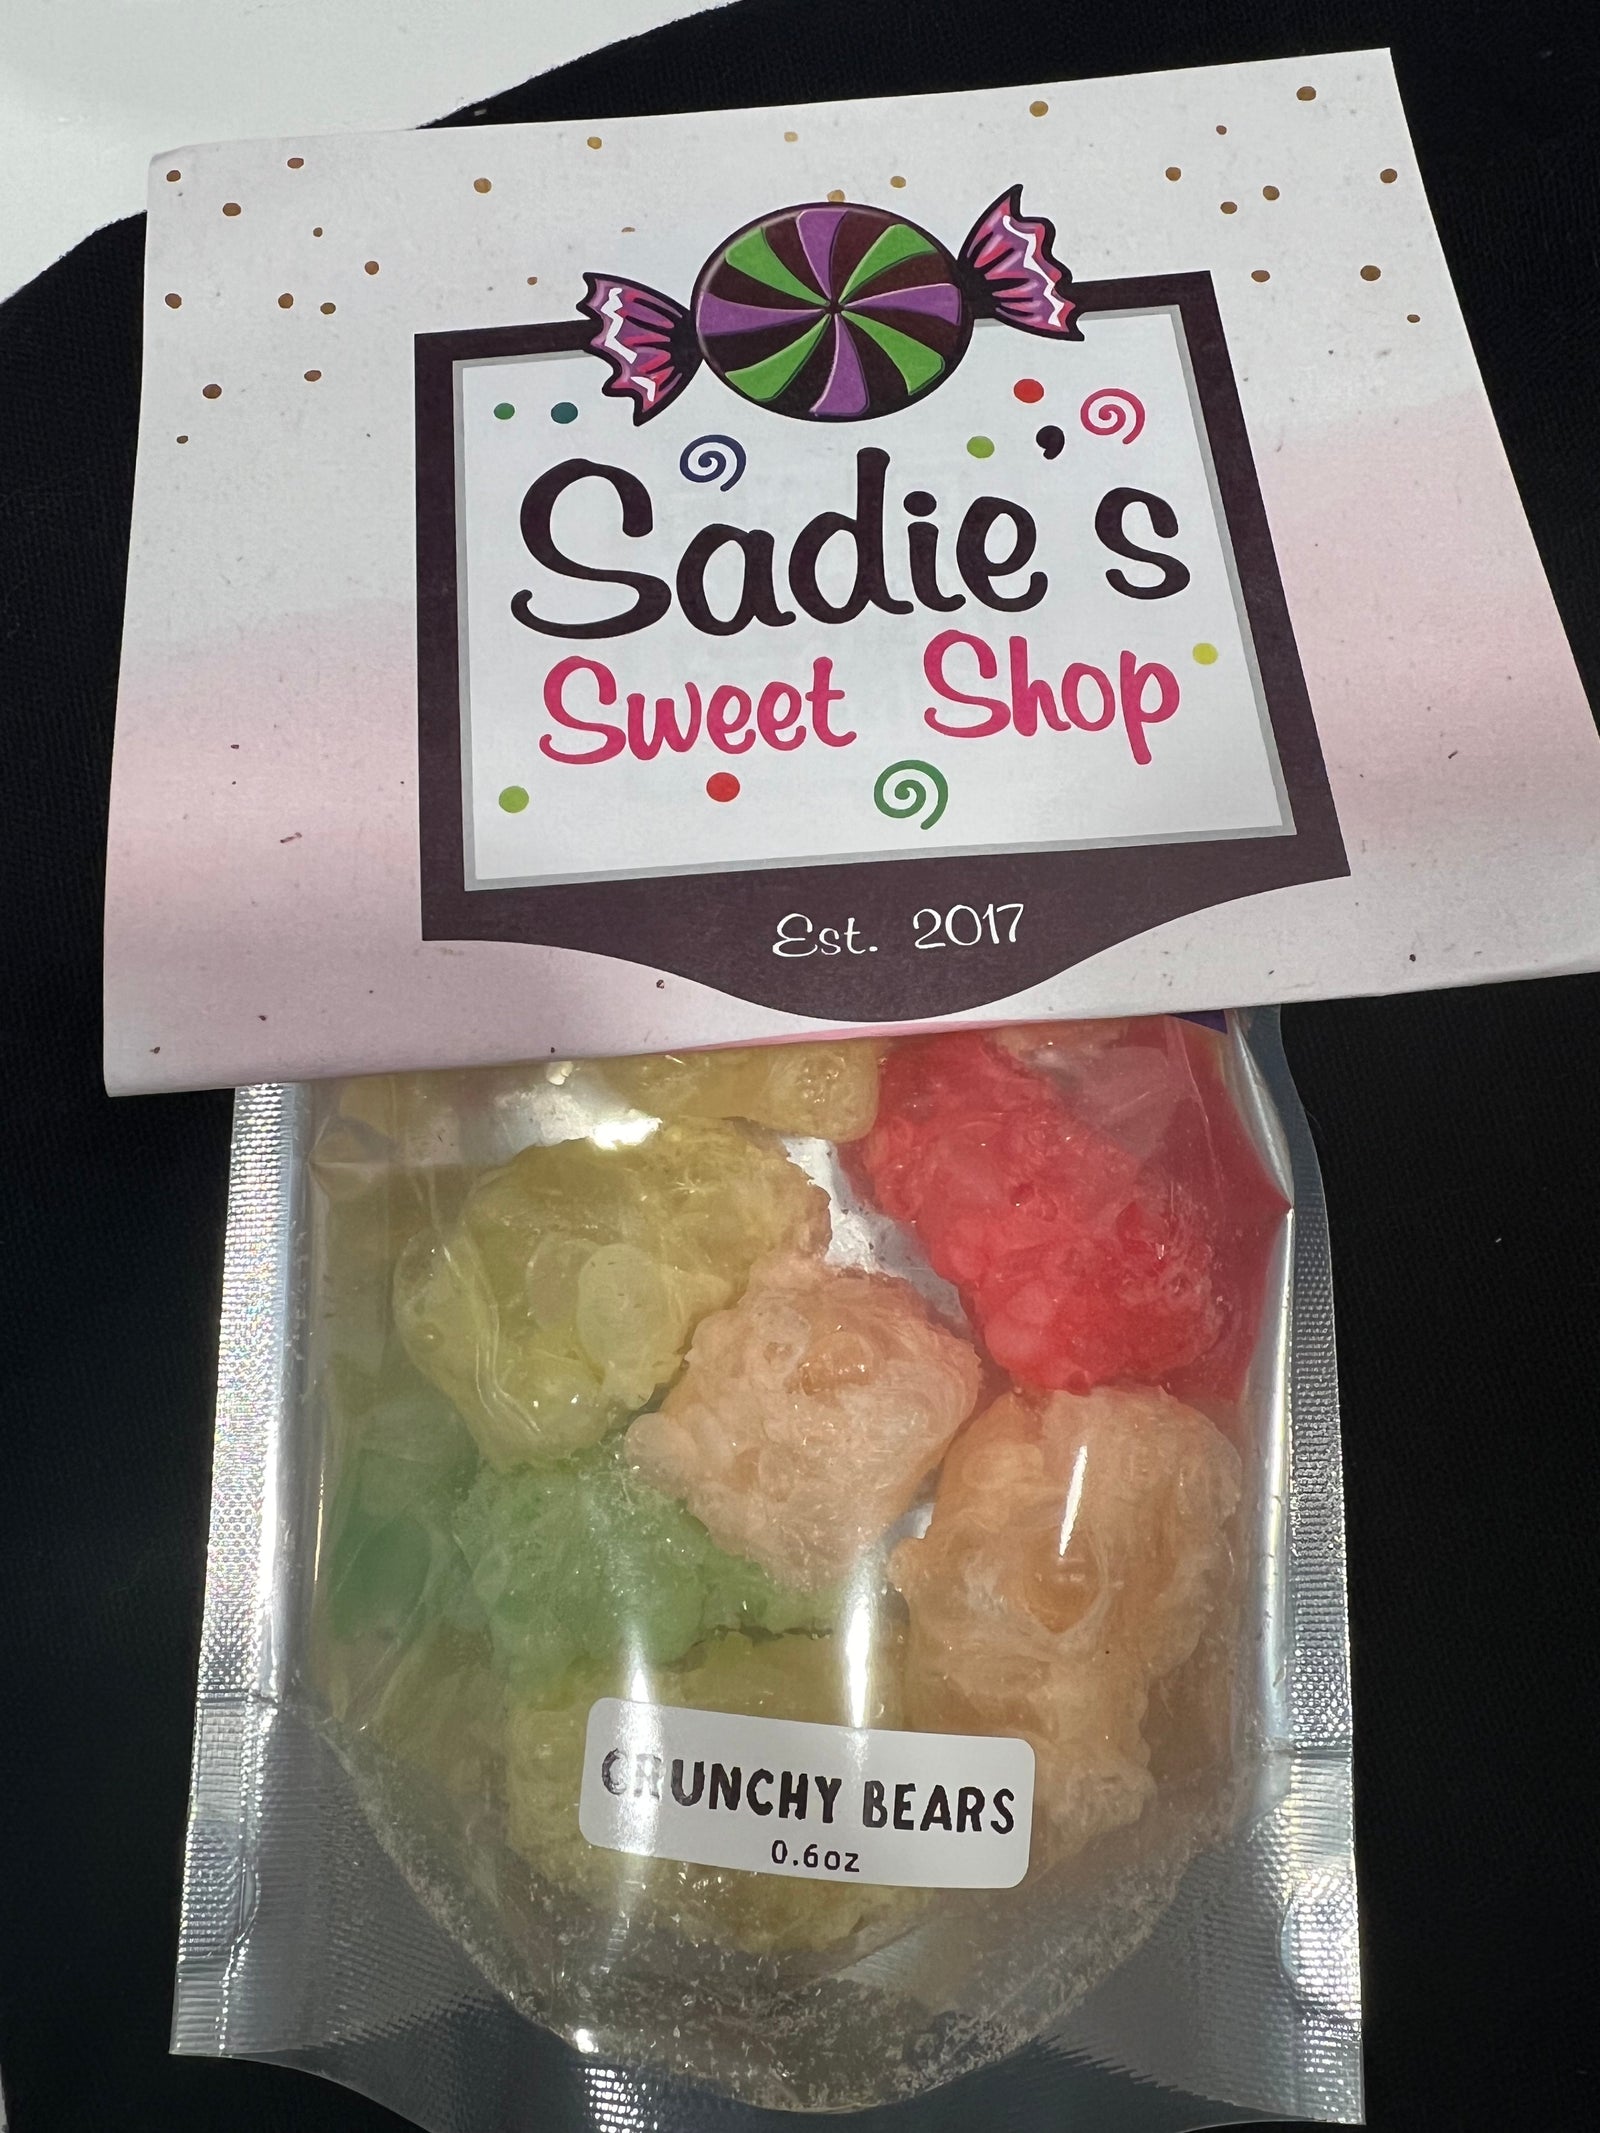 Sadie's
Sweet Shop
Est. 2017
CRUNCHY BEARS
0.6oz